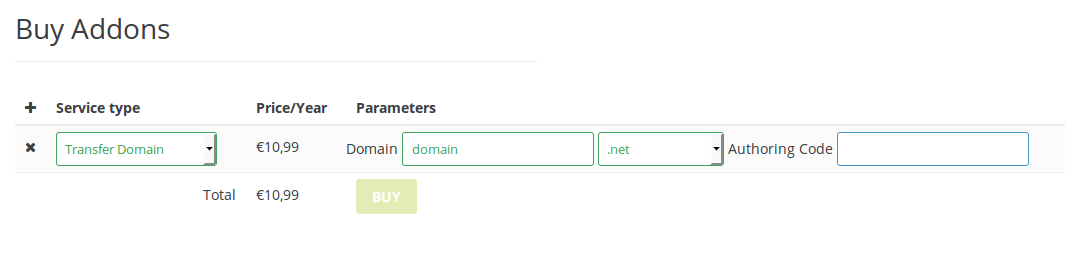 Buy Addons
Service type Price/Year Parameters
Transfer Domain €10,99 Domain domain .net Authoring Code
Total €10,99 BUY